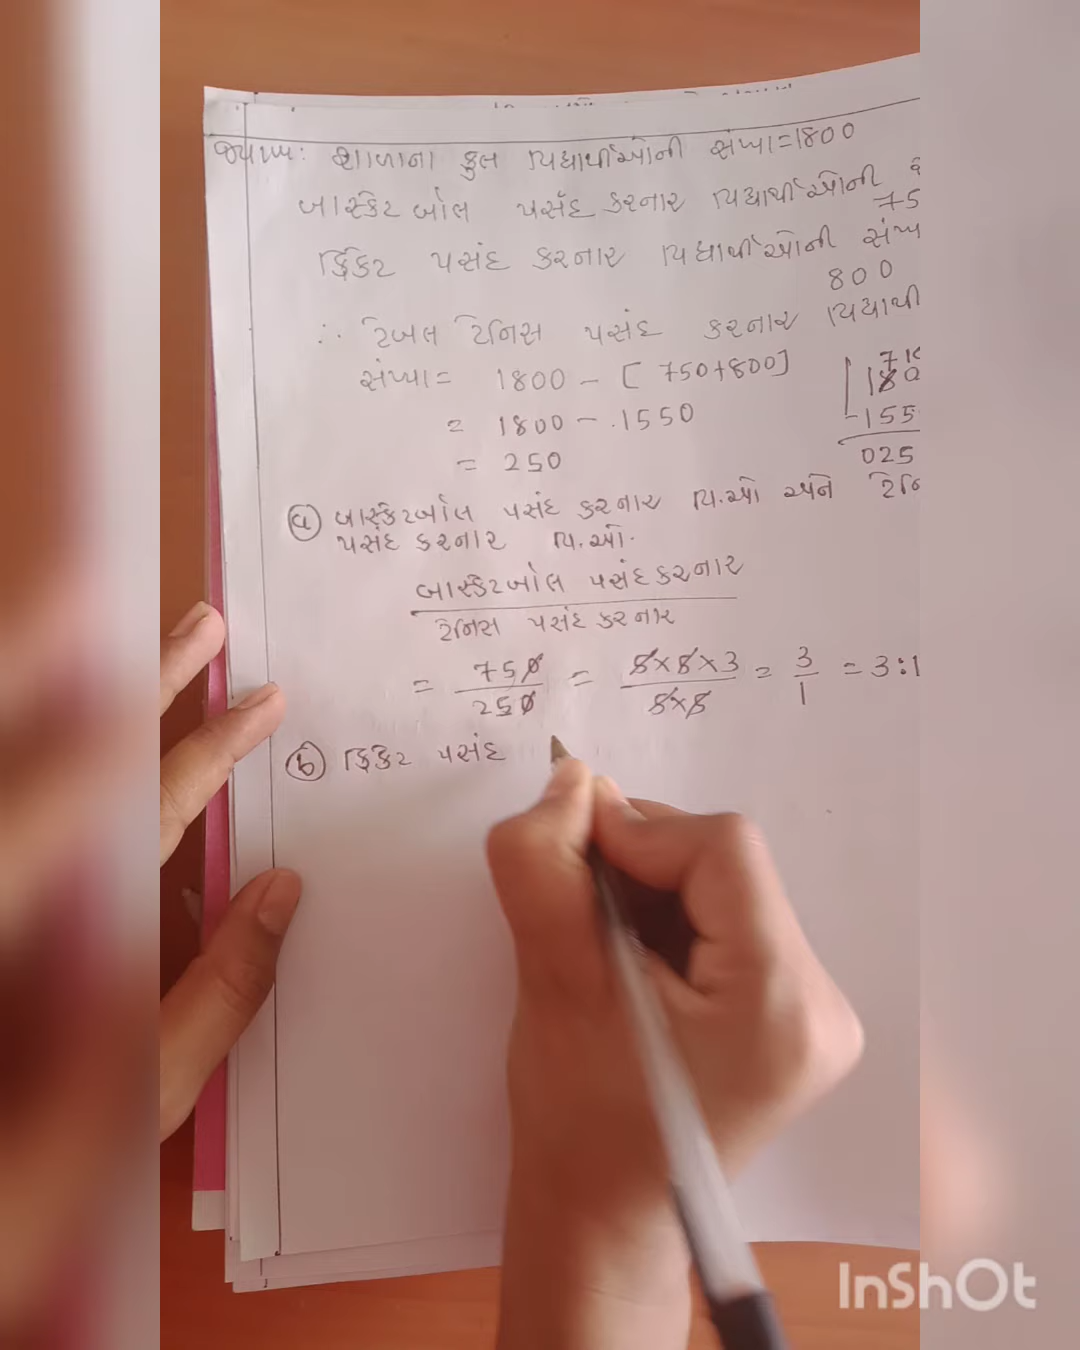 જવાબ: શાળાના કુલ વિદ્યાર્થીઓની સંખ્યા=1800
બાસ્કેટ બોલ પસંદ કરનાર વિદ્યાર્થીઓની
75
ક્રિકેટ પસંદ કરનાર વિદ્યાર્થીઓની સંખ્ય
800
∴ ટેબલ ટેનિસ પસંદ કરનાર વિદ્યાર્થી
સંખ્યા= 1800 - [750+800]
= 1800 - 1550
= 250
180
-155
025
(a) બાસ્કેટબોલ પસંદ કરનાર વિ.ઓ અને ટેનિ
પસંદ કરનાર વિ.ઓ.
બાસ્કેટબોલ પસંદ કરનાર
ટેનિસ પસંદ કરનાર
= 750/250 = 5×5×3/5×5 = 3/1 = 3:1
(b) ક્રિકેટ પસંદ
InShOt